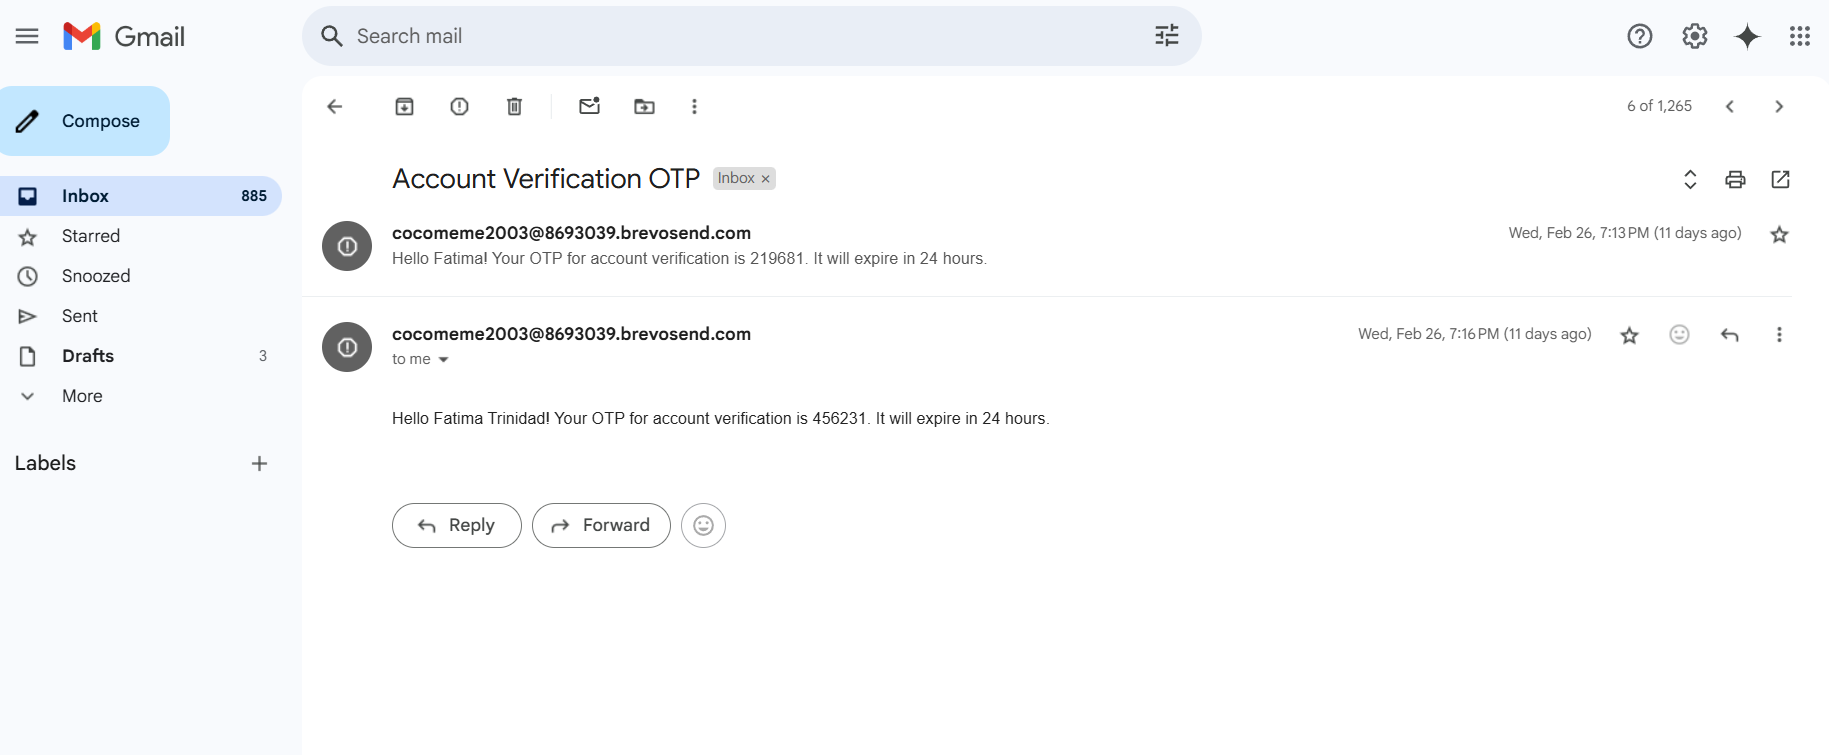 Gmail
Search mail
Compose
6 of 1,265
Inbox 885
Starred
Snoozed
Sent
Drafts 3
More
Labels
Account Verification OTP Inbox ×
cocomeme2003@8693039.brevosend.com Wed, Feb 26, 7:13 PM (11 days ago)
Hello Fatima! Your OTP for account verification is 219681. It will expire in 24 hours.
cocomeme2003@8693039.brevosend.com Wed, Feb 26, 7:16 PM (11 days ago)
to me
Hello Fatima Trinidad! Your OTP for account verification is 456231. It will expire in 24 hours.
Reply Forward